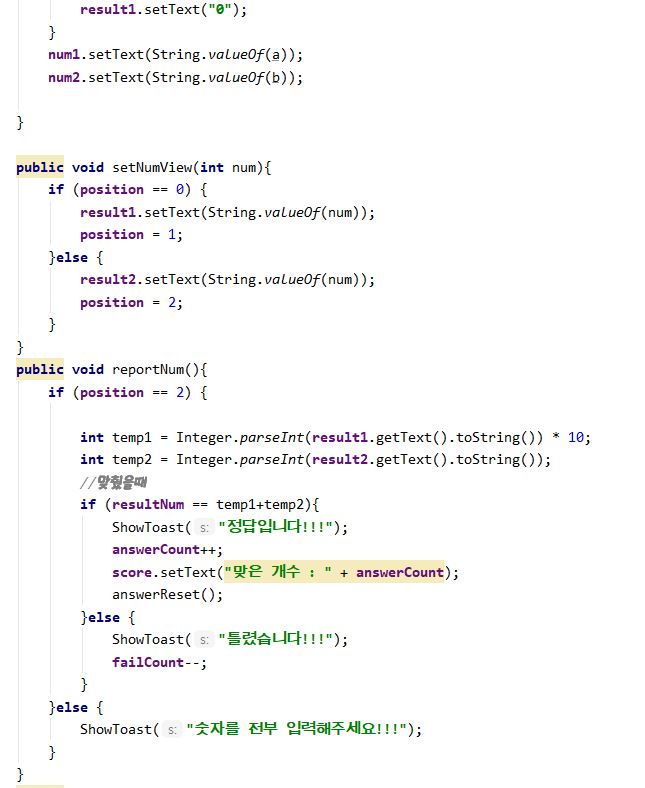 result1.setText("0");
}
num1.setText(String.valueOf(a));
num2.setText(String.valueOf(b));
}
public void setNumView(int num){
if (position == 0) {
result1.setText(String.valueOf(num));
position = 1;
}else {
result2.setText(String.valueOf(num));
position = 2;
}
}
public void reportNum(){
if (position == 2) {
int temp1 = Integer.parseInt(result1.getText().toString()) * 10;
int temp2 = Integer.parseInt(result2.getText().toString());
//맞췄을때
if (resultNum == temp1+temp2){
ShowToast( s: "정답입니다!!!");
answerCount++;
score.setText("맞은 개수 : " + answerCount);
answerReset();
}else {
ShowToast( s: "틀렸습니다!!!");
failCount--;
}
}else {
ShowToast( s: "숫자를 전부 입력해주세요!!!");
}
}